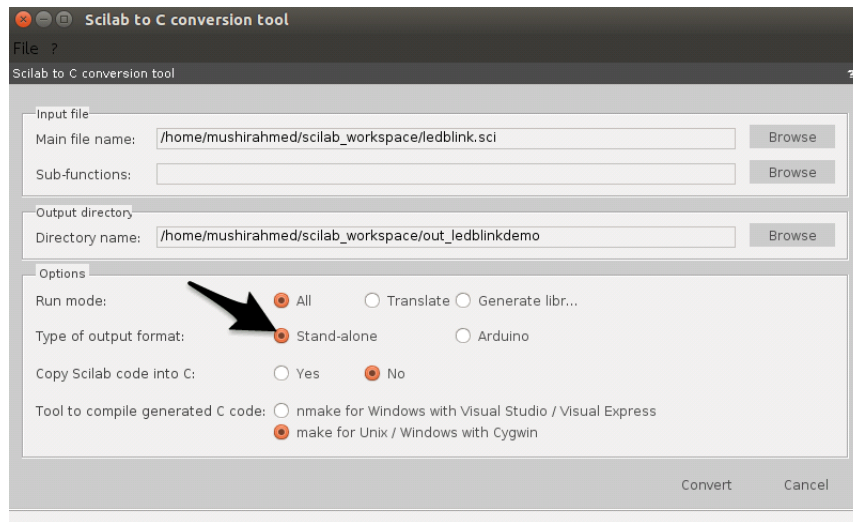 Scilab to C conversion tool
File ?
Scilab to C conversion tool ?
Input file
Main file name: /home/mushirahmed/scilab_workspace/ledblink.sci Browse
Sub-functions: Browse
Output directory
Directory name: /home/mushirahmed/scilab_workspace/out_ledblinkdemo Browse
Options
Run mode: All Translate Generate libr...
Type of output format: Stand-alone Arduino
Copy Scilab code into C: Yes No
Tool to compile generated C code: nmake for Windows with Visual Studio / Visual Express
make for Unix / Windows with Cygwin
Convert Cancel